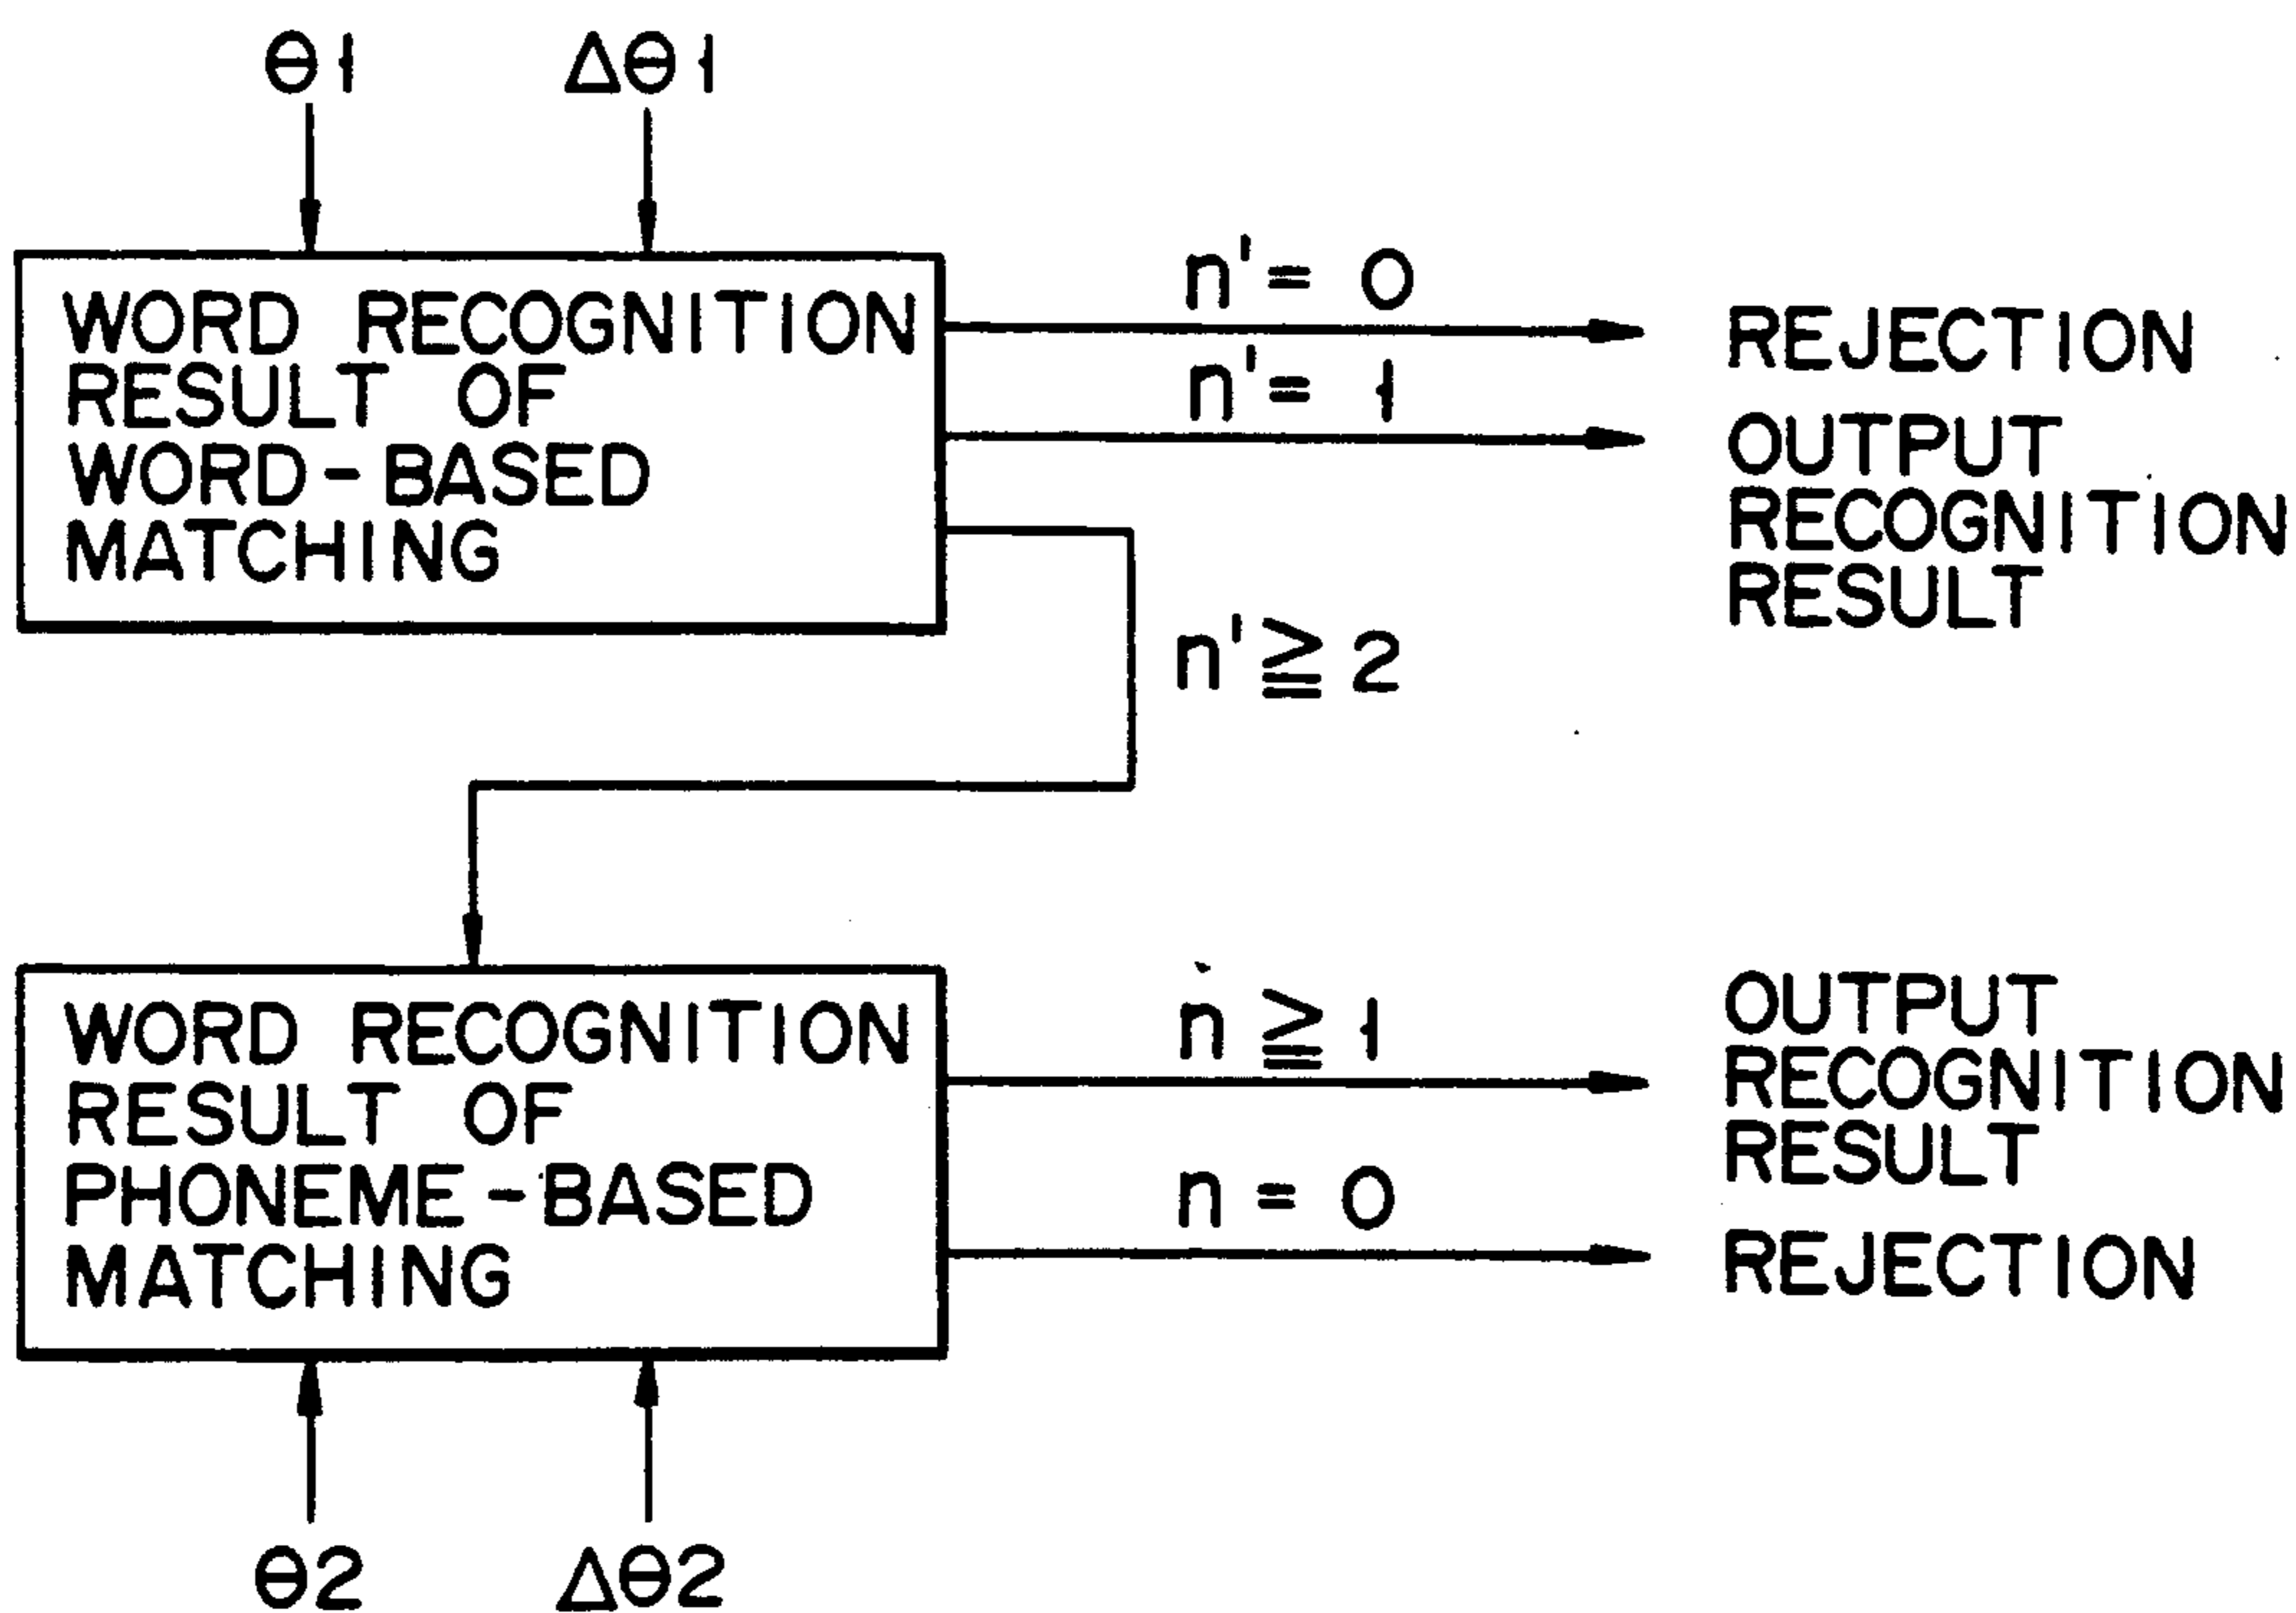 θ1 Δθ1
WORD RECOGNITION
RESULT OF
WORD-BASED
MATCHING
n'= 0
REJECTION
n'= 1
OUTPUT
RECOGNITION
RESULT
n'≧2
WORD RECOGNITION
RESULT OF
PHONEME-BASED
MATCHING
n ≧ 1
OUTPUT
RECOGNITION
RESULT
n = 0
REJECTION
θ2 Δθ2